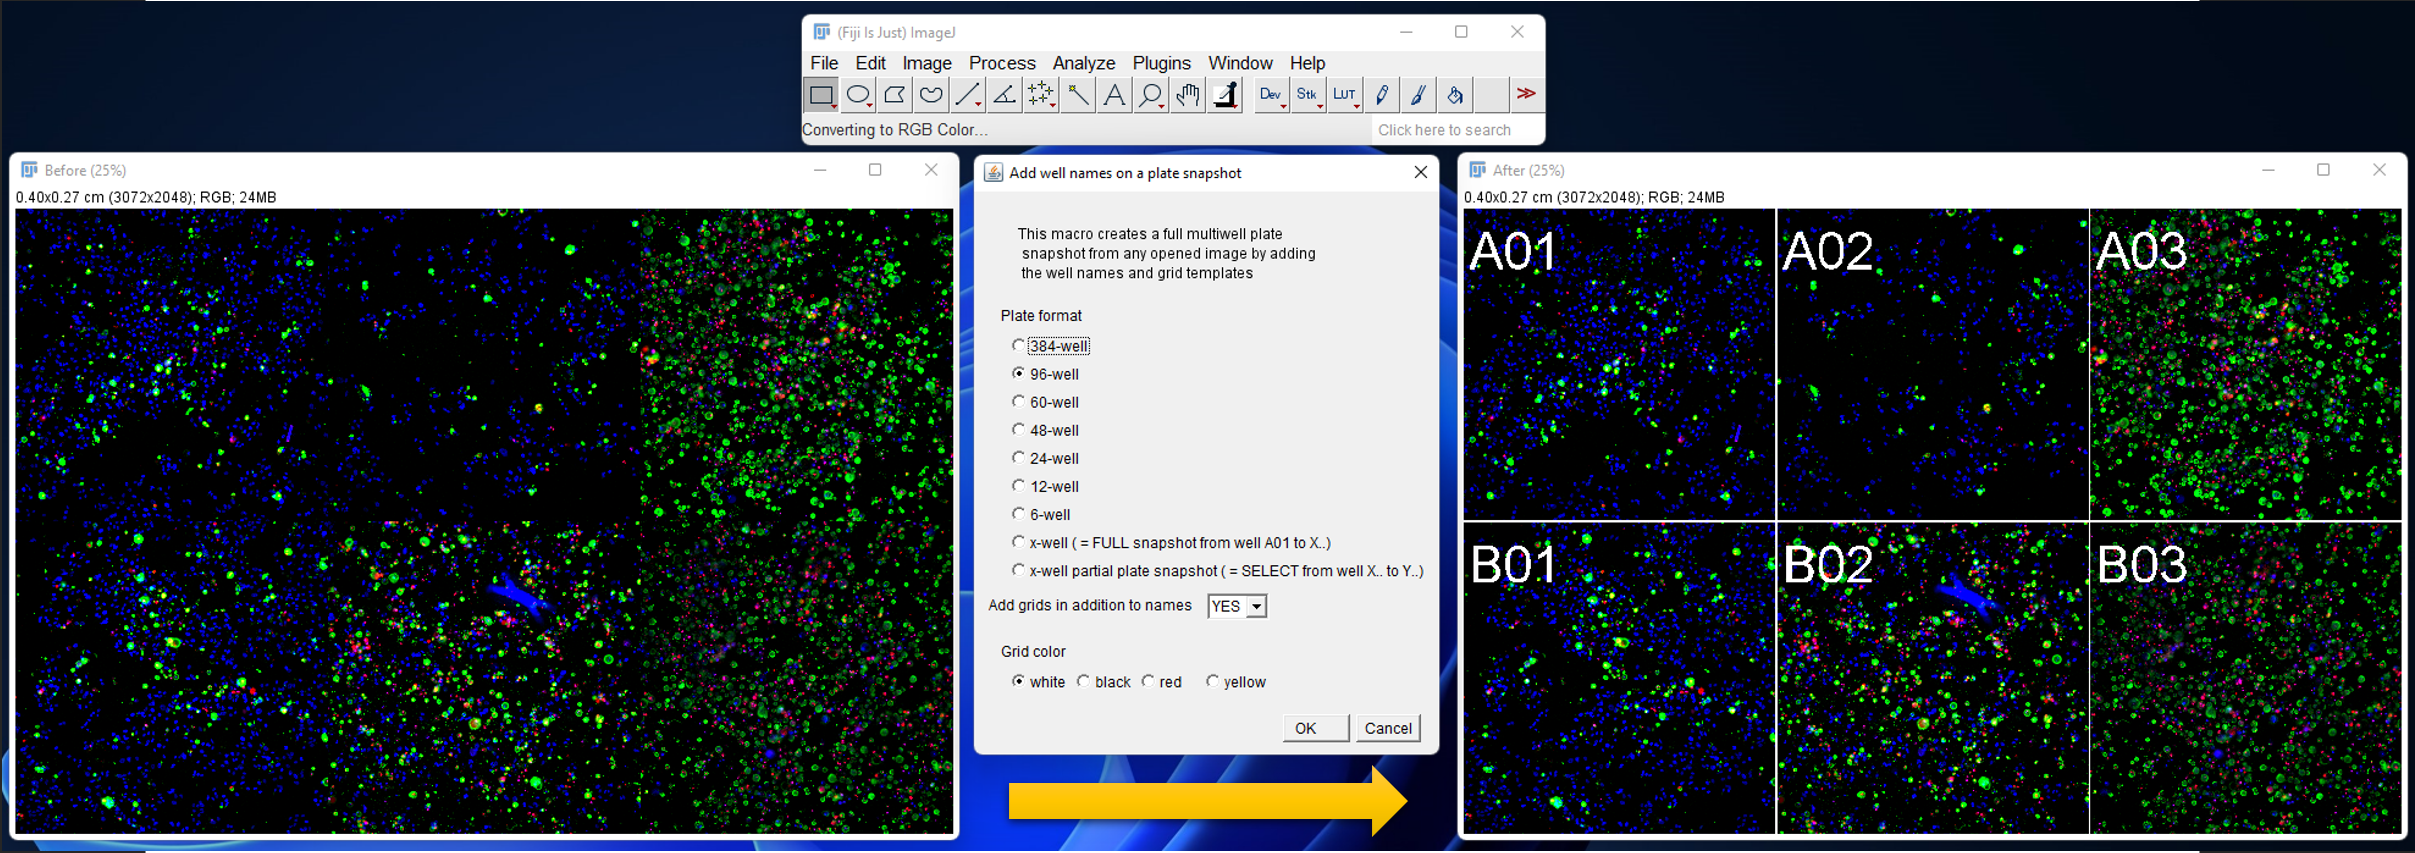 (Fiji Is Just) ImageJ
File Edit Image Process Analyze Plugins Window Help
Dev Stk LUT >>
Converting to RGB Color...
Click here to search
Before (25%)
0.40x0.27 cm (3072x2048); RGB; 24MB
Add well names on a plate snapshot
This macro creates a full multiwell plate
snapshot from any opened image by adding
the well names and grid templates
Plate format
384-well
96-well
60-well
48-well
24-well
12-well
6-well
x-well ( = FULL snapshot from well A01 to X..)
x-well partial plate snapshot ( = SELECT from well X.. to Y..)
Add grids in addition to names YES
Grid color
white black red yellow
OK Cancel
After (25%)
0.40x0.27 cm (3072x2048); RGB; 24MB
A01 A02 A03
B01 B02 B03